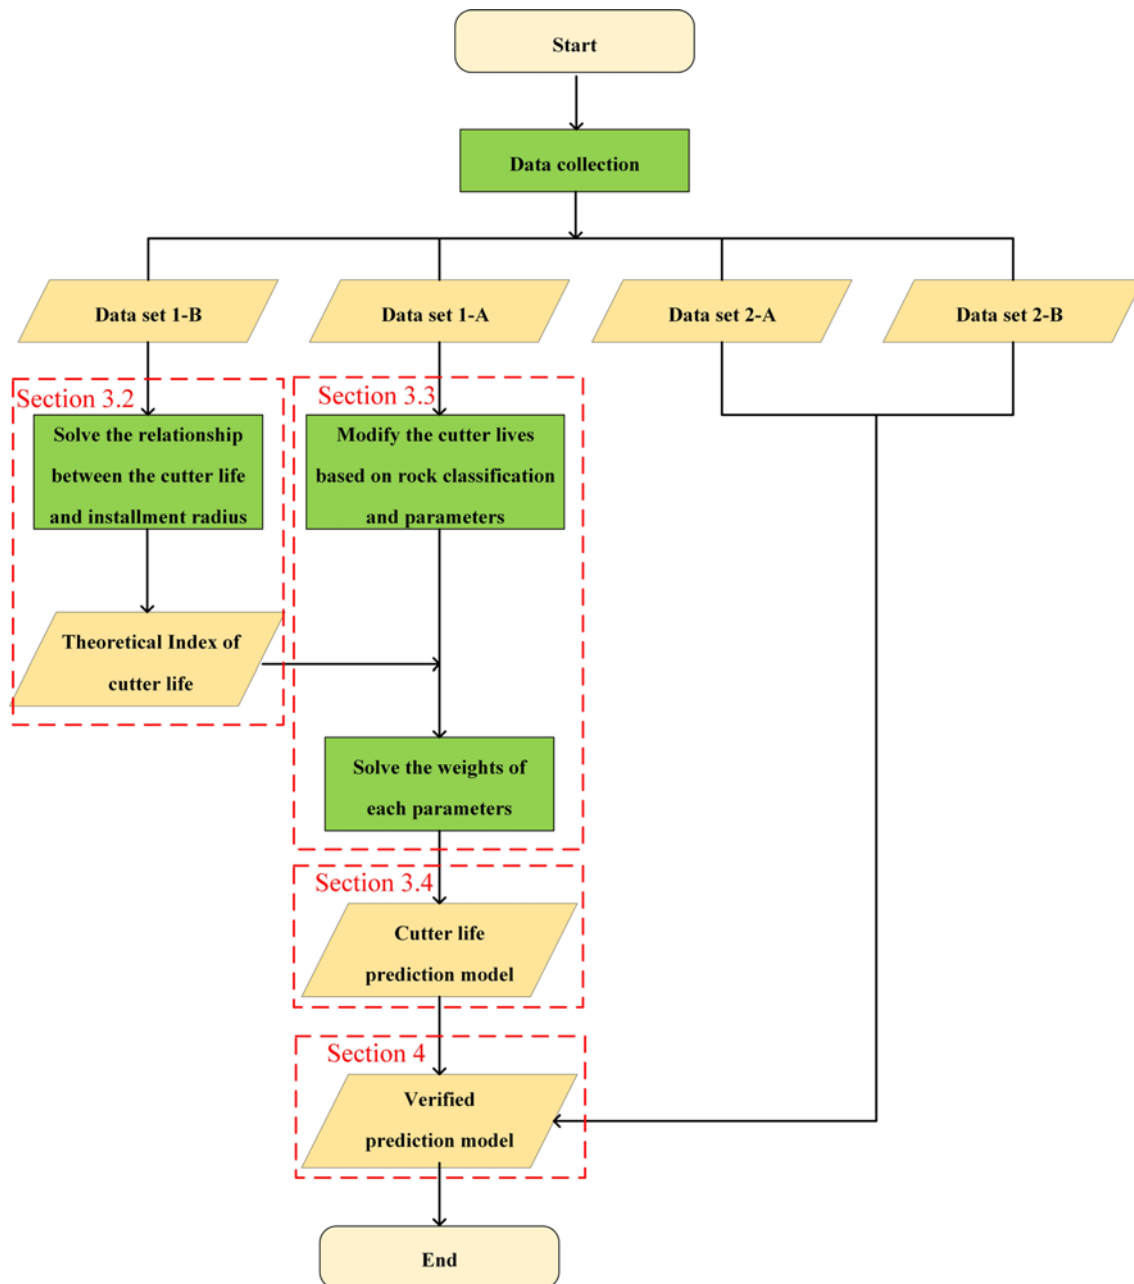 Start
Data collection
Data set 1-B
Data set 1-A
Data set 2-A
Data set 2-B
Section 3.2
Solve the relationship
between the cutter life
and installment radius
Theoretical Index of
cutter life
Section 3.3
Modify the cutter lives
based on rock classification
and parameters
Solve the weights of
each parameters
Section 3.4
Cutter life
prediction model
Section 4
Verified
prediction model
End